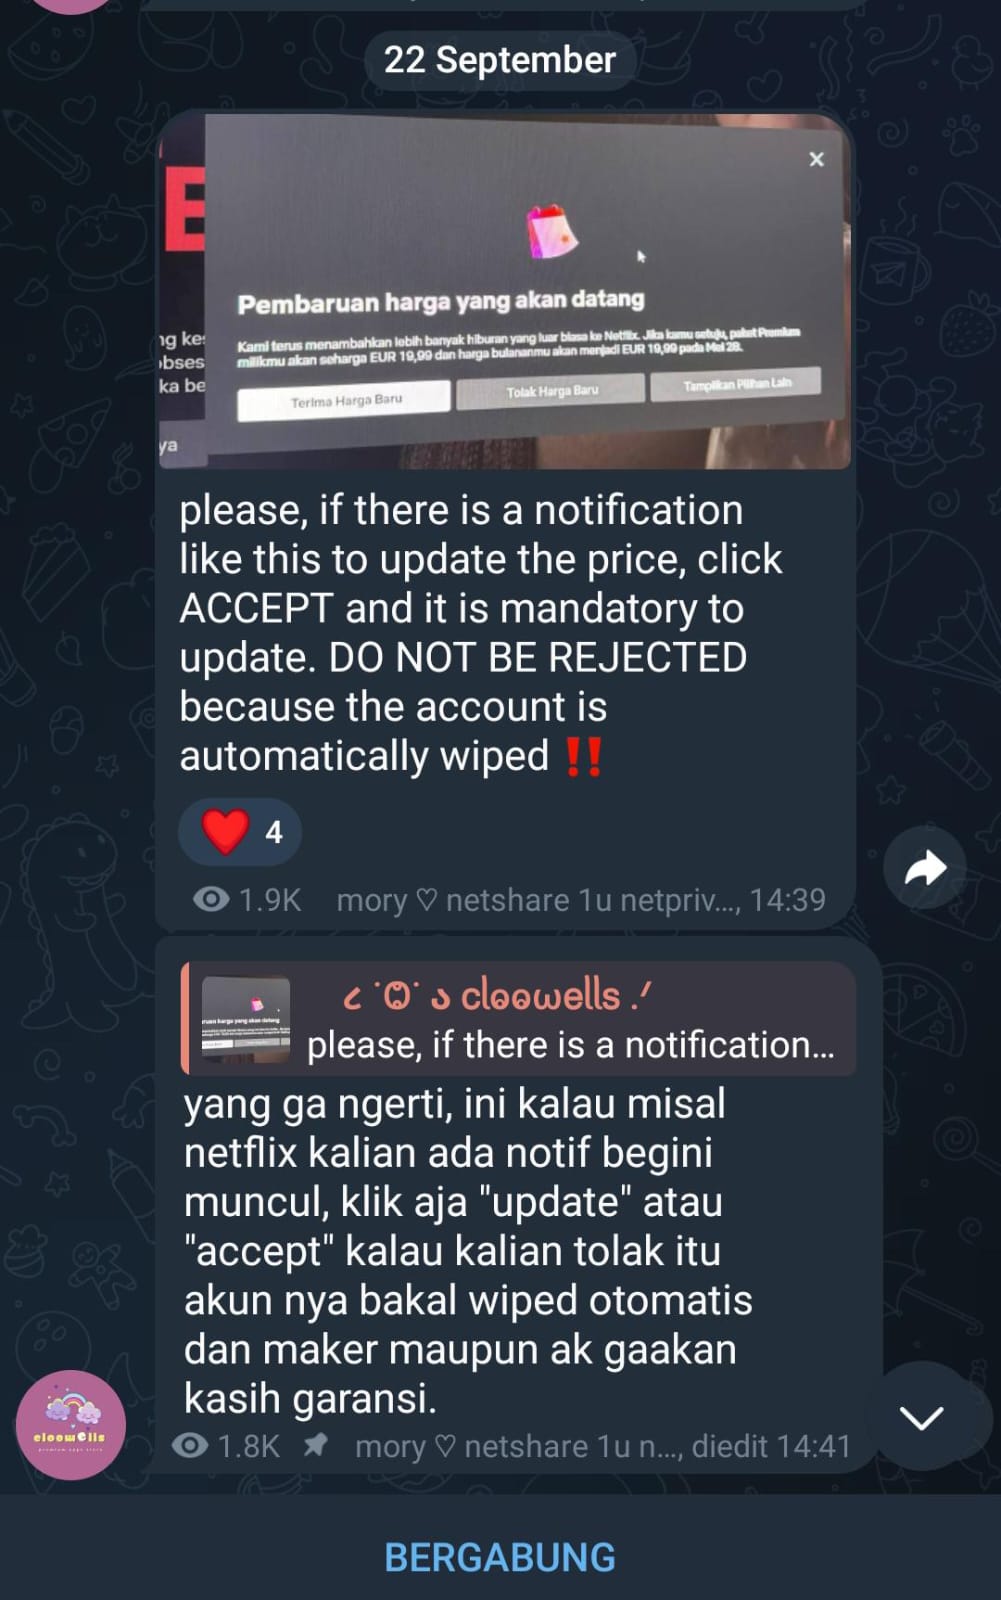 22 September
E
Pembaruan harga yang akan datang
ng ke
Kami terus menambahkan lebih banyak hiburan yang luar biasa ke Netflix. Jika kamu setuju, paket Premium
obses
milikmu akan seharga EUR 19,99 dan harga bulananmu akan menjadi EUR 19,99 pada Mei 28.
ka be
Terima Harga Baru
Tolak Harga Baru
Tampilkan Pilihan Lain
ya
please, if there is a notification
like this to update the price, click
ACCEPT and it is mandatory to
update. DO NOT BE REJECTED
because the account is
automatically wiped ‼️
❤️ 4
1.9K mory ♡ netshare 1u netpriv..., 14:39
cloowells .ᐟ
please, if there is a notification...
yang ga ngerti, ini kalau misal
netflix kalian ada notif begini
muncul, klik aja "update" atau
"accept" kalau kalian tolak itu
akun nya bakal wiped otomatis
dan maker maupun ak gaakan
kasih garansi.
cloowells
1.8K mory ♡ netshare 1u n..., diedit 14:41
BERGABUNG